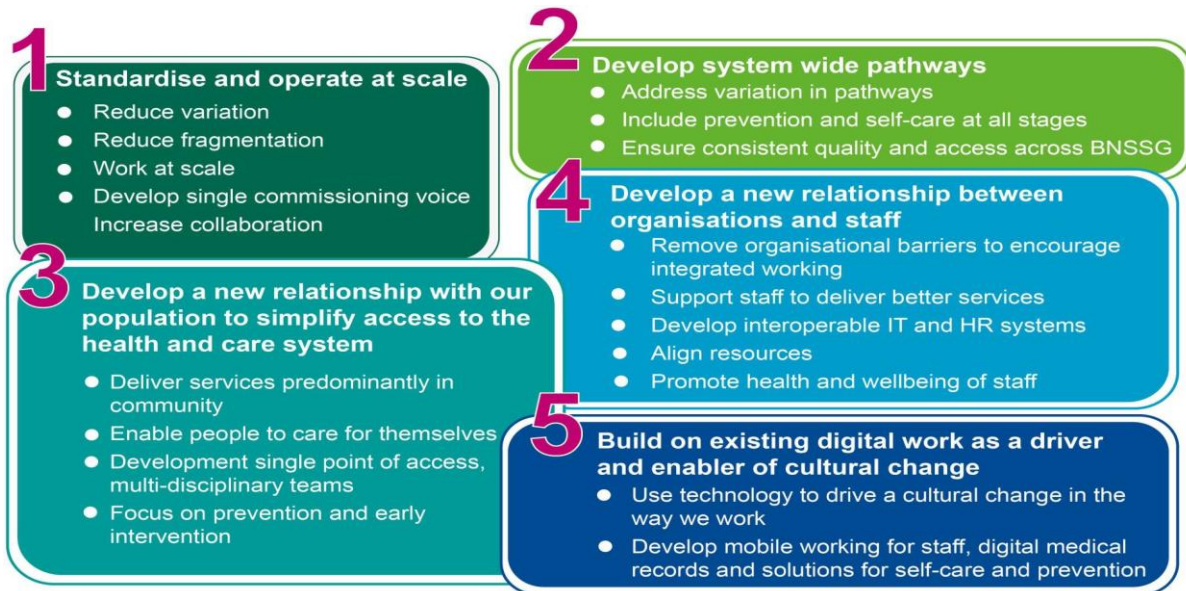 1
Standardise and operate at scale
● Reduce variation
● Reduce fragmentation
● Work at scale
● Develop single commissioning voice
Increase collaboration
2
Develop system wide pathways
● Address variation in pathways
● Include prevention and self-care at all stages
● Ensure consistent quality and access across BNSSG
3
Develop a new relationship with our
population to simplify access to the
health and care system
● Deliver services predominantly in
community
● Enable people to care for themselves
● Development single point of access,
multi-disciplinary teams
● Focus on prevention and early
intervention
4
Develop a new relationship between
organisations and staff
● Remove organisational barriers to encourage
integrated working
● Support staff to deliver better services
● Develop interoperable IT and HR systems
● Align resources
● Promote health and wellbeing of staff
5
Build on existing digital work as a driver
and enabler of cultural change
● Use technology to drive a cultural change in the
way we work
● Develop mobile working for staff, digital medical
records and solutions for self-care and prevention